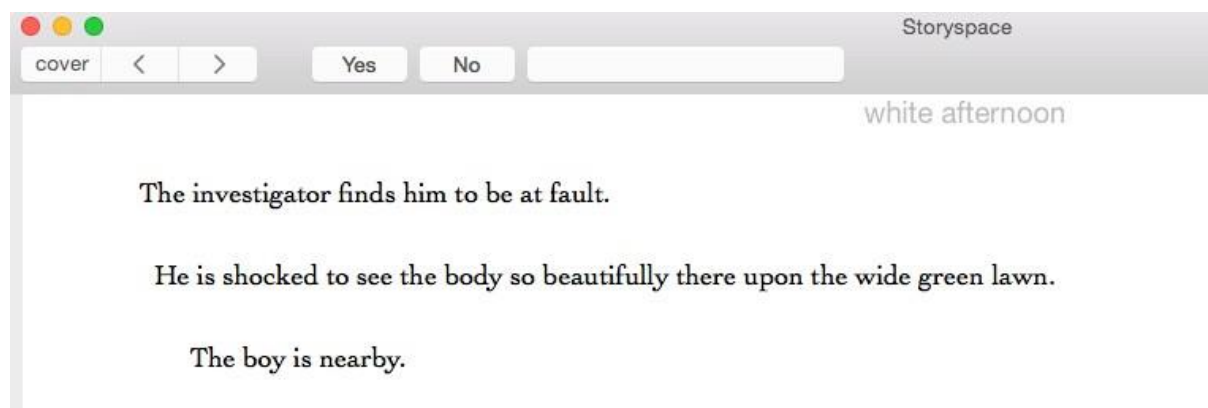 Storyspace
cover < > Yes No
white afternoon
The investigator finds him to be at fault.
He is shocked to see the body so beautifully there upon the wide green lawn.
The boy is nearby.